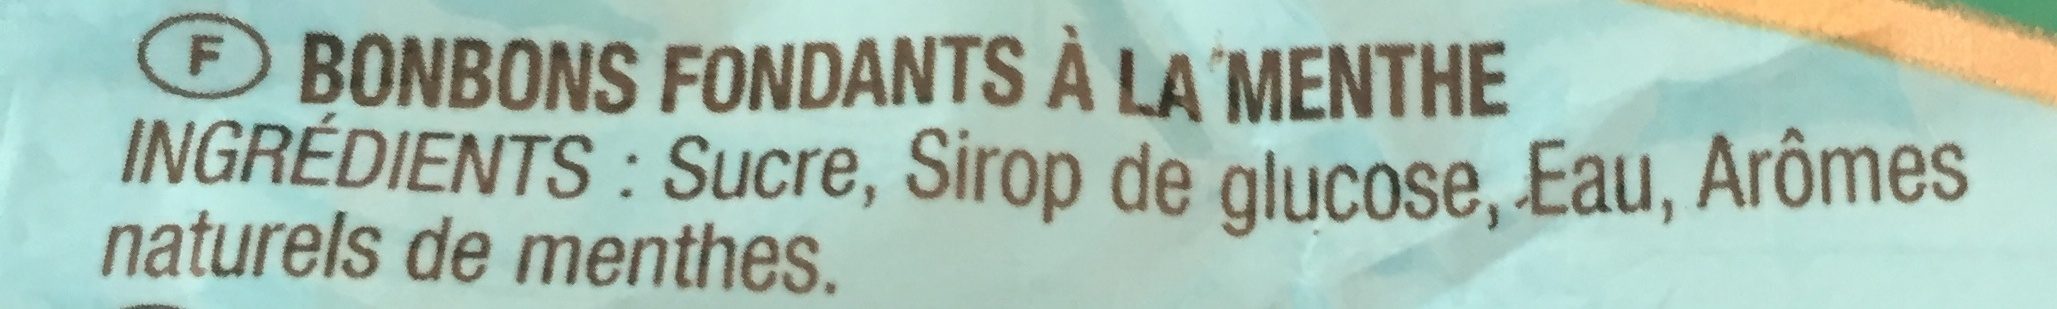 F BONBONS FONDANTS À LA MENTHE
INGRÉDIENTS : Sucre, Sirop de glucose, Eau, Arômes
naturels de menthes.